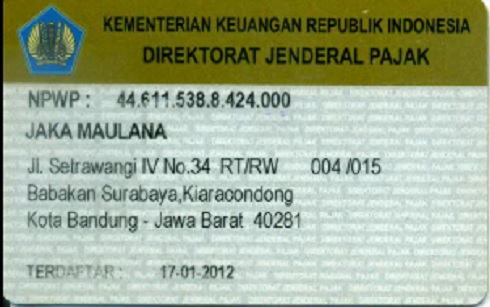 KEMENTERIAN KEUANGAN REPUBLIK INDONESIA
DIREKTORAT JENDERAL PAJAK
NPWP : 44.611.538.8.424.000
JAKA MAULANA
Jl. Setrawangi IV No.34 RT/RW 004 /015
Babakan Surabaya,Kiaracondong
Kota Bandung - Jawa Barat 40281
TERDAFTAR : 17-01-2012